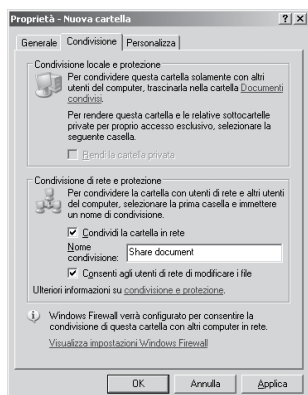 Proprietà - Nuova cartella
Generale Condivisione Personalizza
Condivisione locale e protezione
Per condividere questa cartella solamente con altri
utenti del computer, trascinarla nella cartella Documenti
condivisi.
Per rendere questa cartella e le relative sottocartelle
private per proprio accesso esclusivo, selezionare la
seguente casella.
Rendi la cartella privata
Condivisione di rete e protezione
Per condividere la cartella con utenti di rete e altri utenti
del computer, selezionare la prima casella e immettere
un nome di condivisione.
Condividi la cartella in rete
Nome
condivisione: Share document
Consenti agli utenti di rete di modificare i file
Ulteriori informazioni su condivisione e protezione.
Windows Firewall verrà configurato per consentire la
condivisione di questa cartella con altri computer in rete.
Visualizza impostazioni Windows Firewall
OK Annulla Applica